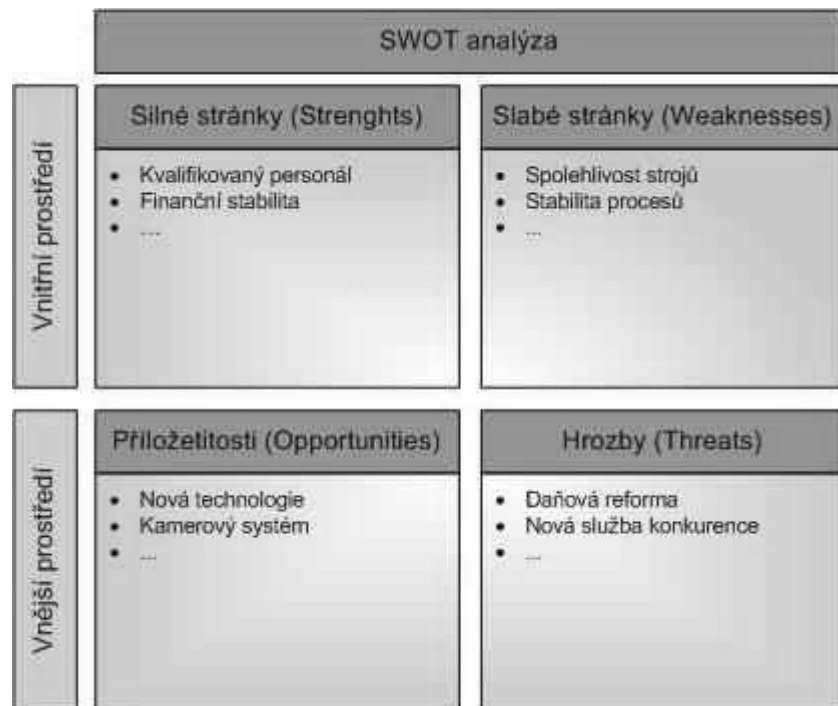 SWOT analýza
Vnitřní prostředí
Silné stránky (Strenghts)
• Kvalifikovaný personál
• Finanční stabilita
• ...
Slabé stránky (Weaknesses)
• Spolehlivost strojů
• Stabilita procesů
• ...
Vnější prostředí
Příložetitosti (Opportunities)
• Nová technologie
• Kamerový systém
• ...
Hrozby (Threats)
• Daňová reforma
• Nová služba konkurence
• ...